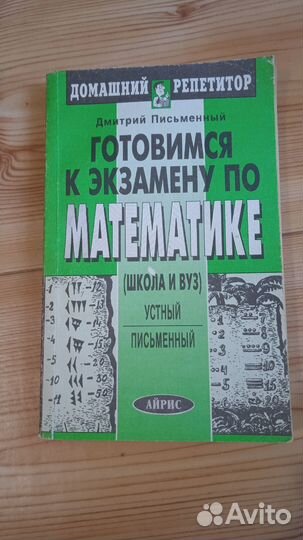 ДОМАШНИЙ РЕПЕТИТОР
Дмитрий Письменный
ГОТОВИМСЯ
К ЭКЗАМЕНУ ПО
МАТЕМАТИКЕ
(ШКОЛА И ВУЗ)
УСТНЫЙ
ПИСЬМЕННЫЙ
АЙРИС
Avito